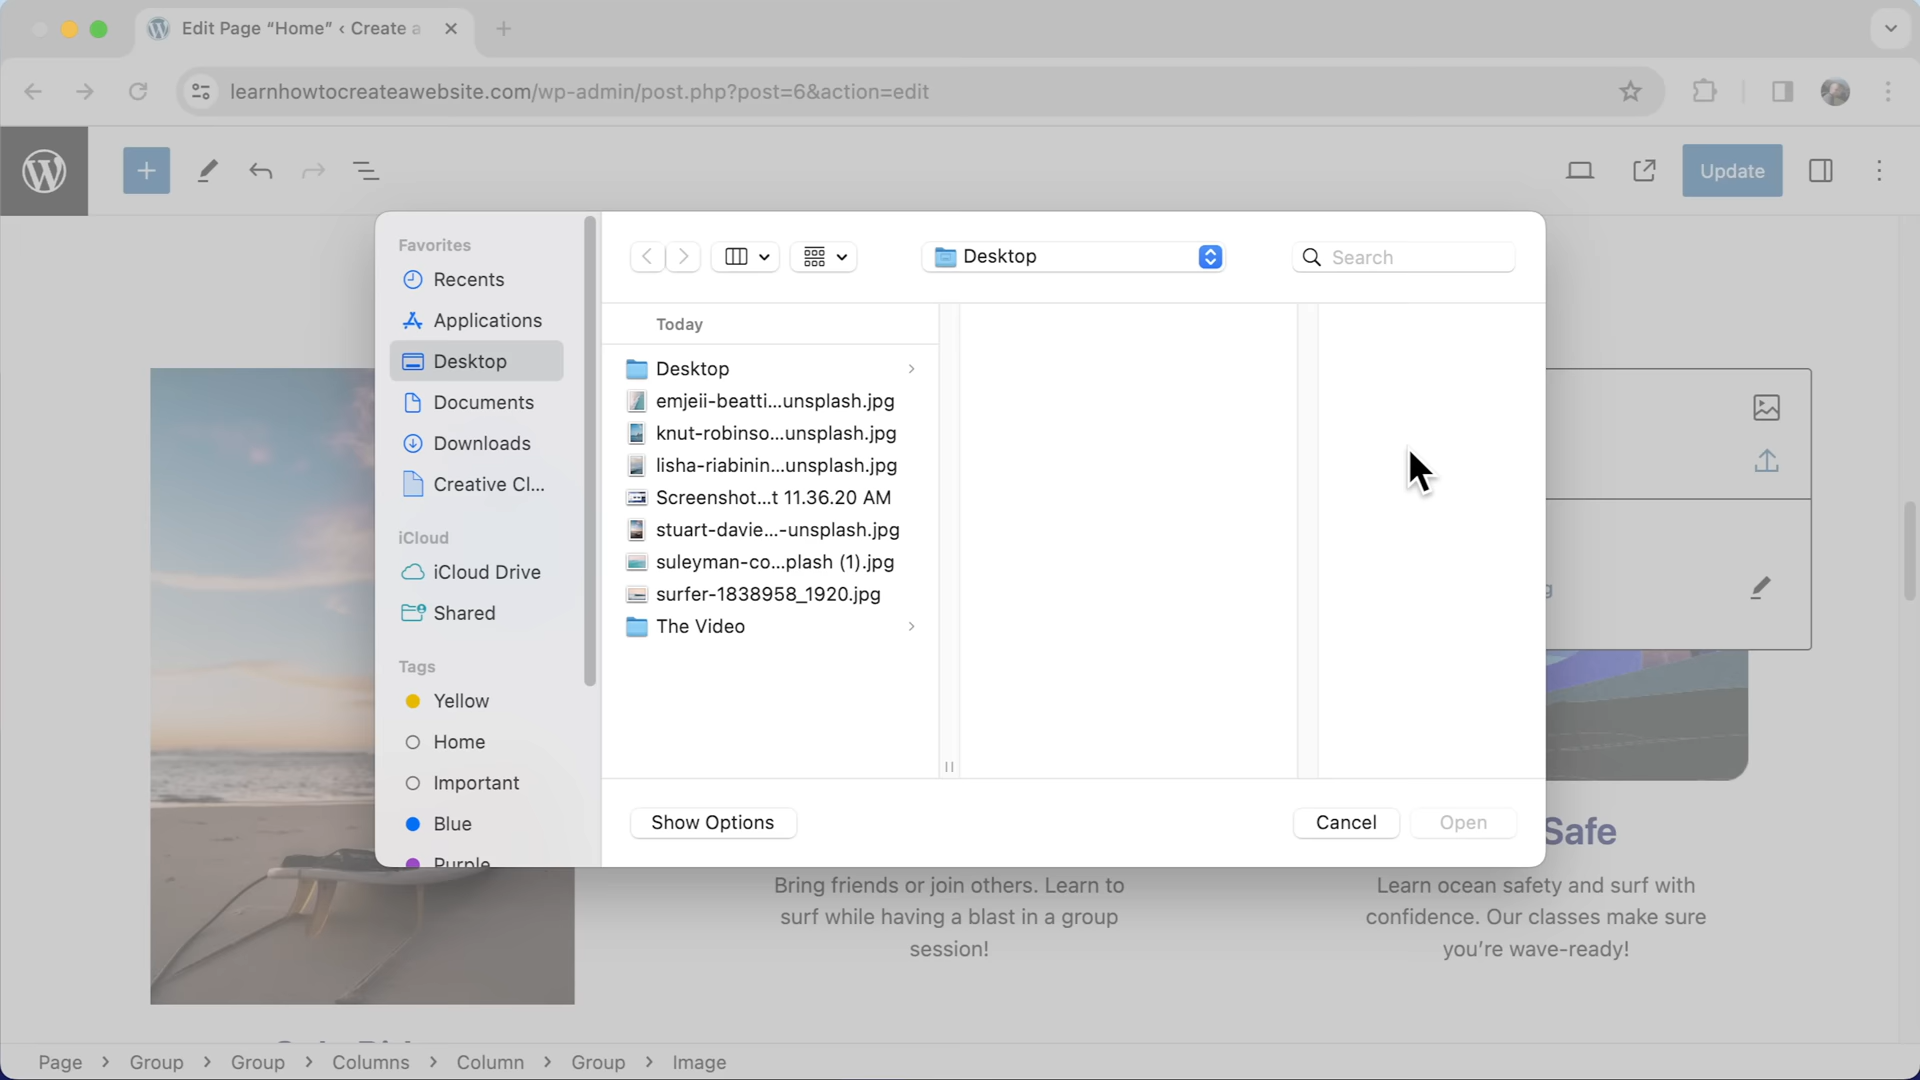 Edit Page “Home” ‹ Create a
learnhowtocreateawebsite.com/wp-admin/post.php?post=6&action=edit
Update
Favorites
Recents
Applications
Desktop
Documents
Downloads
Creative Cl...
iCloud
iCloud Drive
Shared
Tags
Yellow
Home
Important
Blue
Purple
Desktop
Search
Today
Desktop
emjeii-beatti...unsplash.jpg
knut-robinso...unsplash.jpg
lisha-riabinin...unsplash.jpg
Screenshot...t 11.36.20 AM
stuart-davie...-unsplash.jpg
suleyman-co...plash (1).jpg
surfer-1838958_1920.jpg
The Video
Show Options
Cancel
Open
Safe
Bring friends or join others. Learn to
surf while having a blast in a group
session!
Learn ocean safety and surf with
confidence. Our classes make sure
you’re wave-ready!
Page
Group
Group
Columns
Column
Group
Image